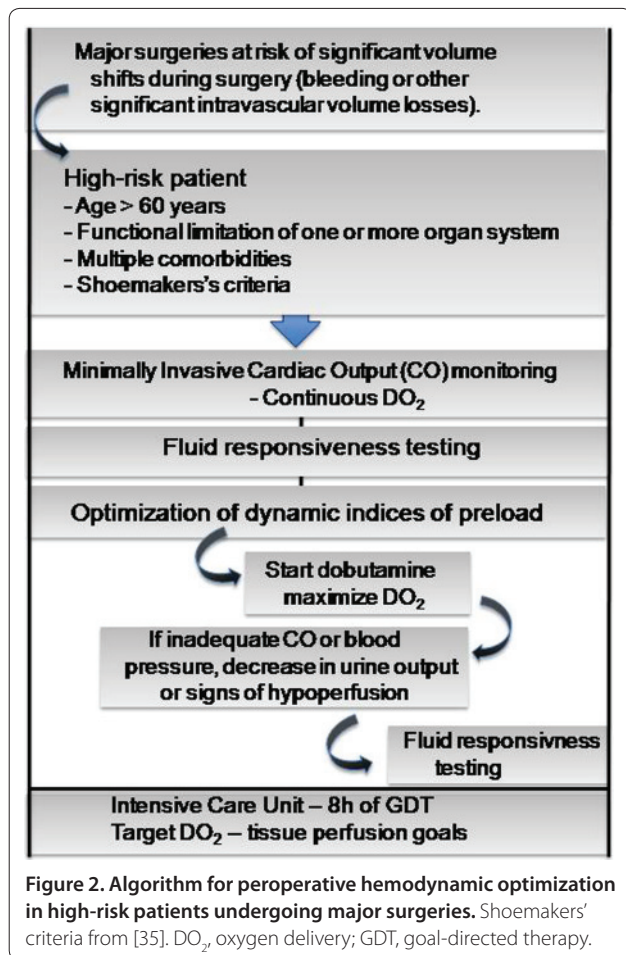 Major surgeries at risk of significant volume
shifts during surgery (bleeding or other
significant intravascular volume losses).
High-risk patient
- Age > 60 years
- Functional limitation of one or more organ system
- Multiple comorbidities
- Shoemakers's criteria
Minimally Invasive Cardiac Output (CO) monitoring
- Continuous DO₂
Fluid responsiveness testing
Optimization of dynamic indices of preload
Start dobutamine
maximize DO₂
If inadequate CO or blood
pressure, decrease in urine output
or signs of hypoperfusion
Fluid responsivness
testing
Intensive Care Unit – 8h of GDT
Target DO₂ – tissue perfusion goals
Figure 2. Algorithm for peroperative hemodynamic optimization
in high-risk patients undergoing major surgeries. Shoemakers'
criteria from [35]. DO₂, oxygen delivery; GDT, goal-directed therapy.